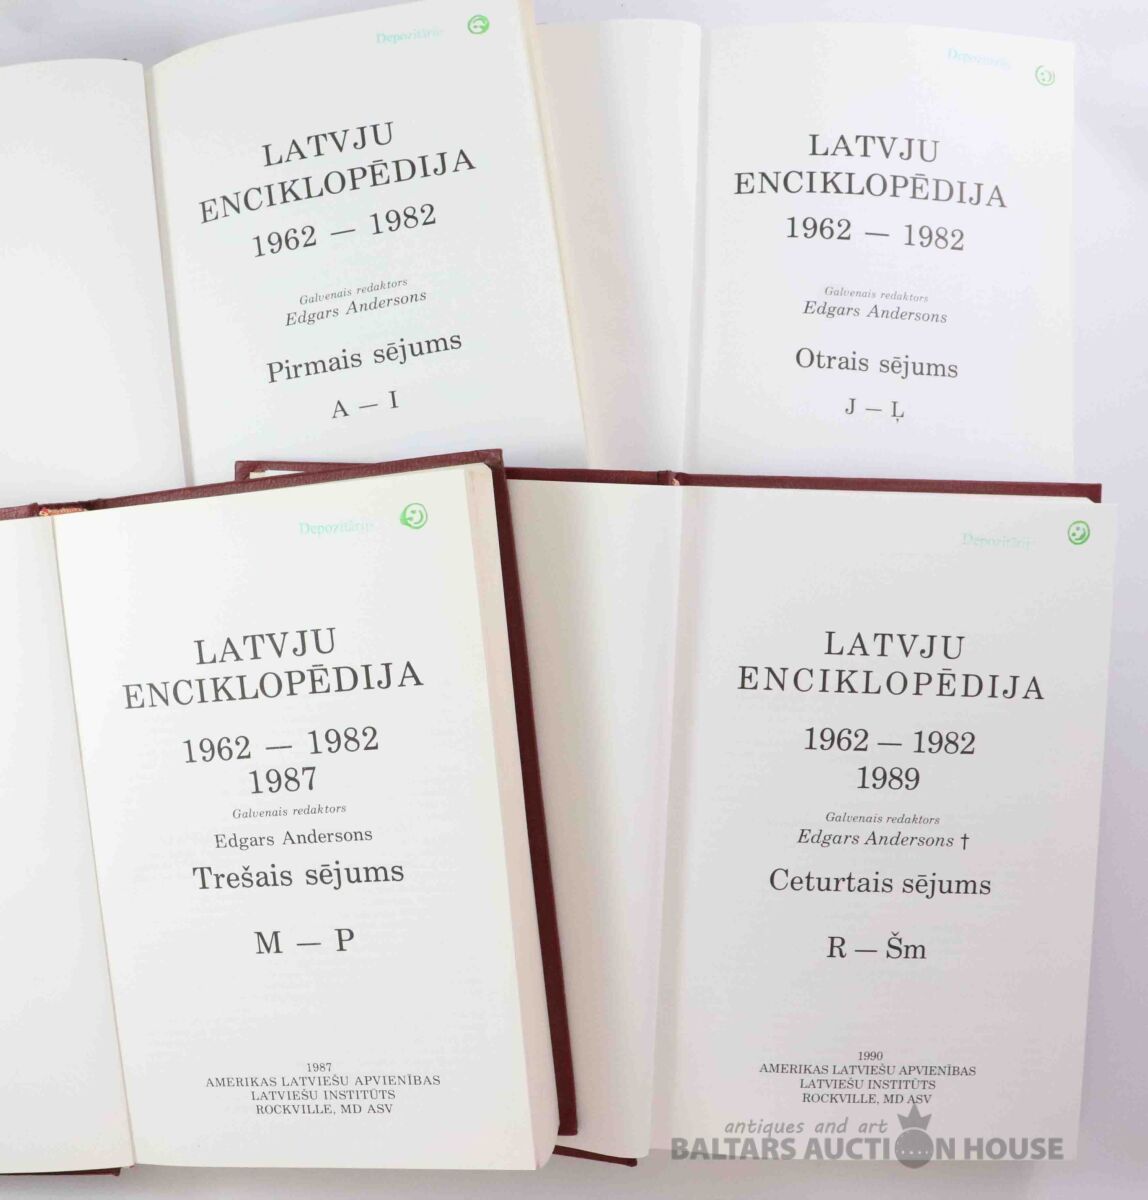 Depozitārijs
LATVJU
ENCIKLOPĒDIJA
1962 — 1982
Galvenais redaktors
Edgars Andersons
Pirmais sējums
A — I
Depozitārijs
LATVJU
ENCIKLOPĒDIJA
1962 — 1982
Galvenais redaktors
Edgars Andersons
Otrais sējums
J — Ļ
Depozitārijs
LATVJU
ENCIKLOPĒDIJA
1962 — 1982
1987
Galvenais redaktors
Edgars Andersons
Trešais sējums
M — P
1987
AMERIKAS LATVIEŠU APVIENĪBAS
LATVIEŠU INSTITŪTS
ROCKVILLE, MD ASV
Depozitārijs
LATVJU
ENCIKLOPĒDIJA
1962 — 1982
1989
Galvenais redaktors
Edgars Andersons †
Ceturtais sējums
R — Šm
1990
AMERIKAS LATVIEŠU APVIENĪBAS
LATVIEŠU INSTITŪTS
ROCKVILLE, MD ASV
antiques and art
BALTARS AUCTION HOUSE